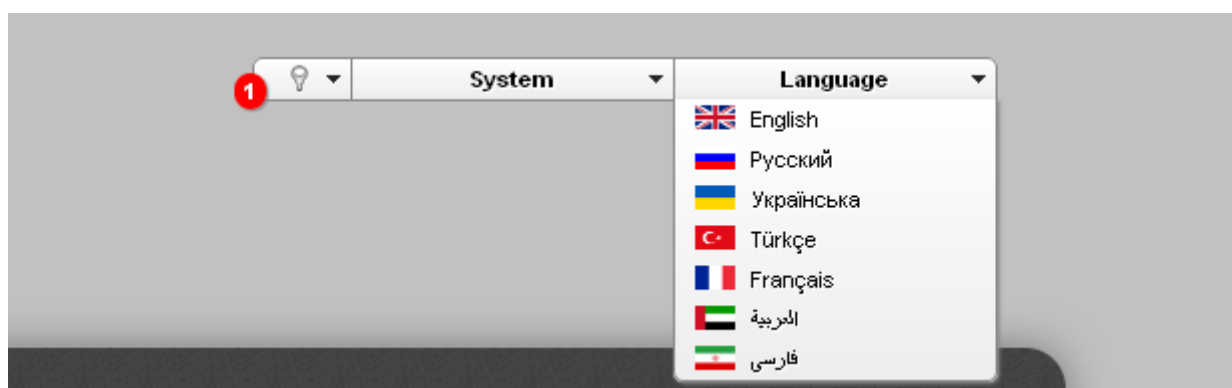 1
System
Language
English
Русский
Українська
Türkçe
Français
العربية
فارسی